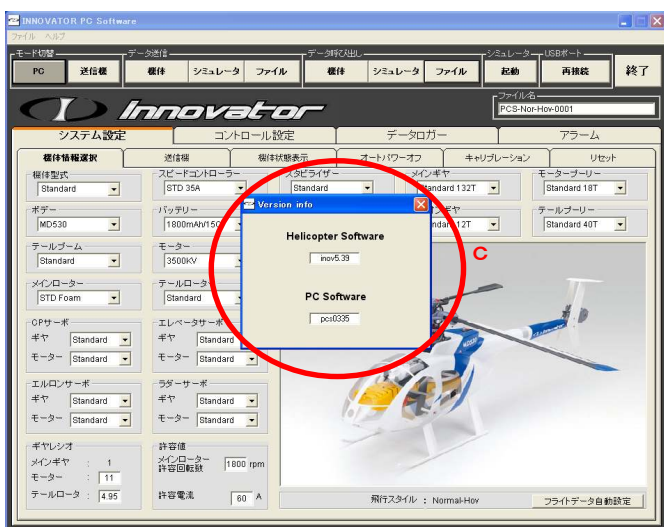 INNOVATOR PC Software
ファイル ヘルプ
モード切替 データ送信 データ呼び出し シミュレーター USBポート
PC 送信機 機体 シミュレータ ファイル 機体 シミュレータ ファイル 起動 再接続 終了
Innovator
ファイル名
PCS-Nor-Hov-0001
システム設定 コントロール設定 データロガー アラーム
機体情報選択 送信機 機体状態表示 オートパワーオフ キャリブレーション リセット
機体型式 スピードコントローラー スタビライザー メインギヤ モータープーリー
Standard STD 35A Standard Standard 132T Standard 18T
ボデー バッテリー テールプーリー
MD530 1800mAh/15C 12T Standard 40T
Version info
Helicopter Software
inov5.39
PC Software
pcs0335
C
テールブーム モーター
Standard 3500KV
メインローター テールローター
STD Foam Standard
CPサーボ エレベータサーボ
ギヤ Standard ギヤ Standard
モーター Standard モーター Standard
エルロンサーボ ラダーサーボ
ギヤ Standard ギヤ Standard
モーター Standard モーター Standard
ギヤレシオ 許容値
メインギヤ : 1 メインローター許容回転数 1800 rpm
モーター : 11
テールロータ : 4.95 許容電流 60 A
飛行スタイル : Normal-Hov フライトデータ自動設定